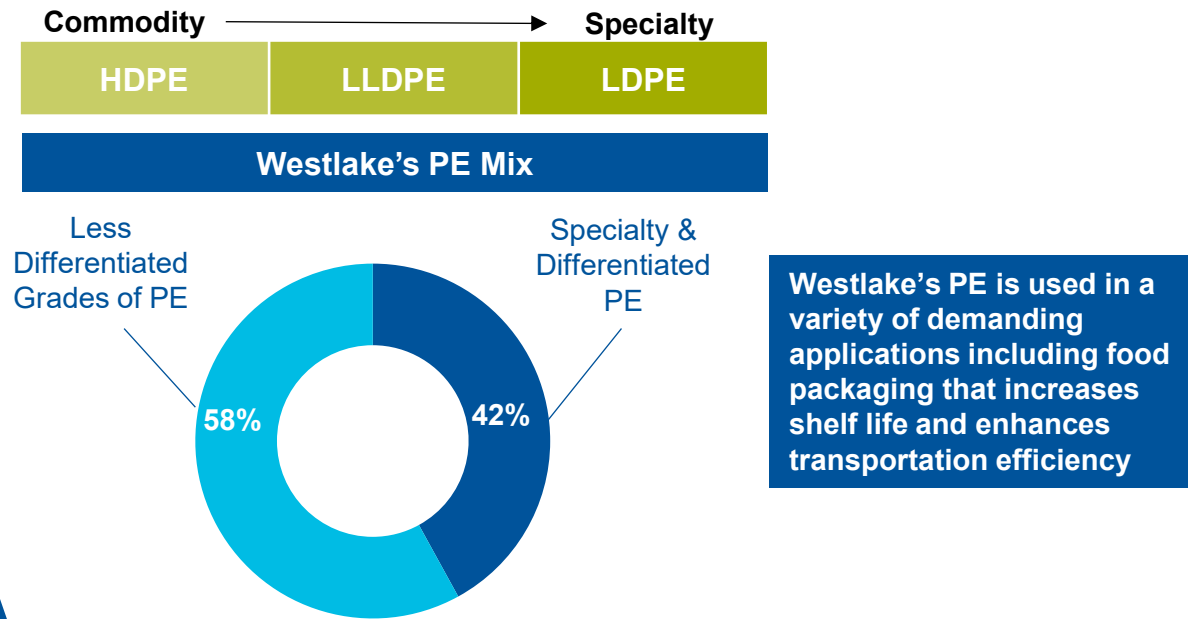 Commodity
Specialty
HDPE
LLDPE
LDPE
Westlake's PE Mix
Less
Differentiated
Grades of PE
Specialty &
Differentiated
PE
58%
42%
Westlake's PE is used in a
variety of demanding
applications including food
packaging that increases
shelf life and enhances
transportation efficiency